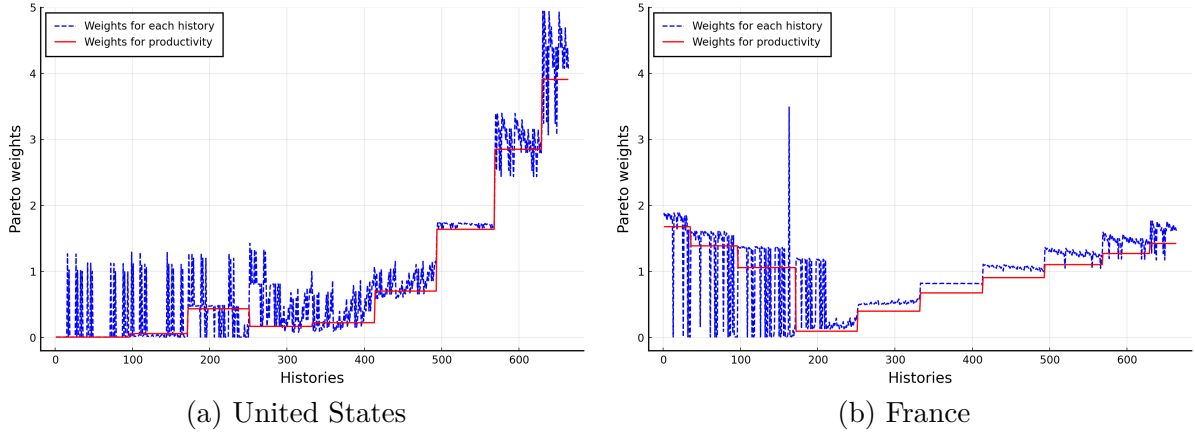 5
4
3
2
1
0
Pareto weights
Weights for each history
Weights for productivity
0 100 200 300 400 500 600
Histories
(a) United States
5
4
3
2
1
0
Pareto weights
Weights for each history
Weights for productivity
0 100 200 300 400 500 600
Histories
(b) France